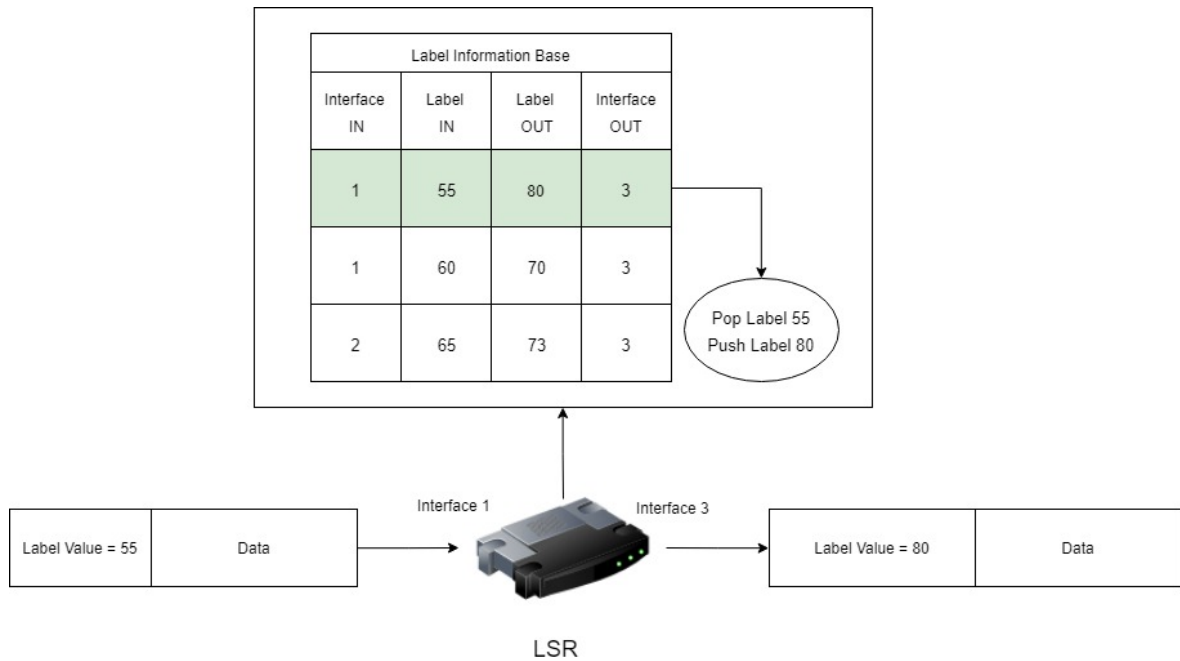 Label Information Base
Interface IN
Label IN
Label OUT
Interface OUT
1 55 80 3
1 60 70 3
2 65 73 3
Pop Label 55
Push Label 80
Interface 1
Interface 3
Label Value = 55
Data
Label Value = 80
Data
LSR